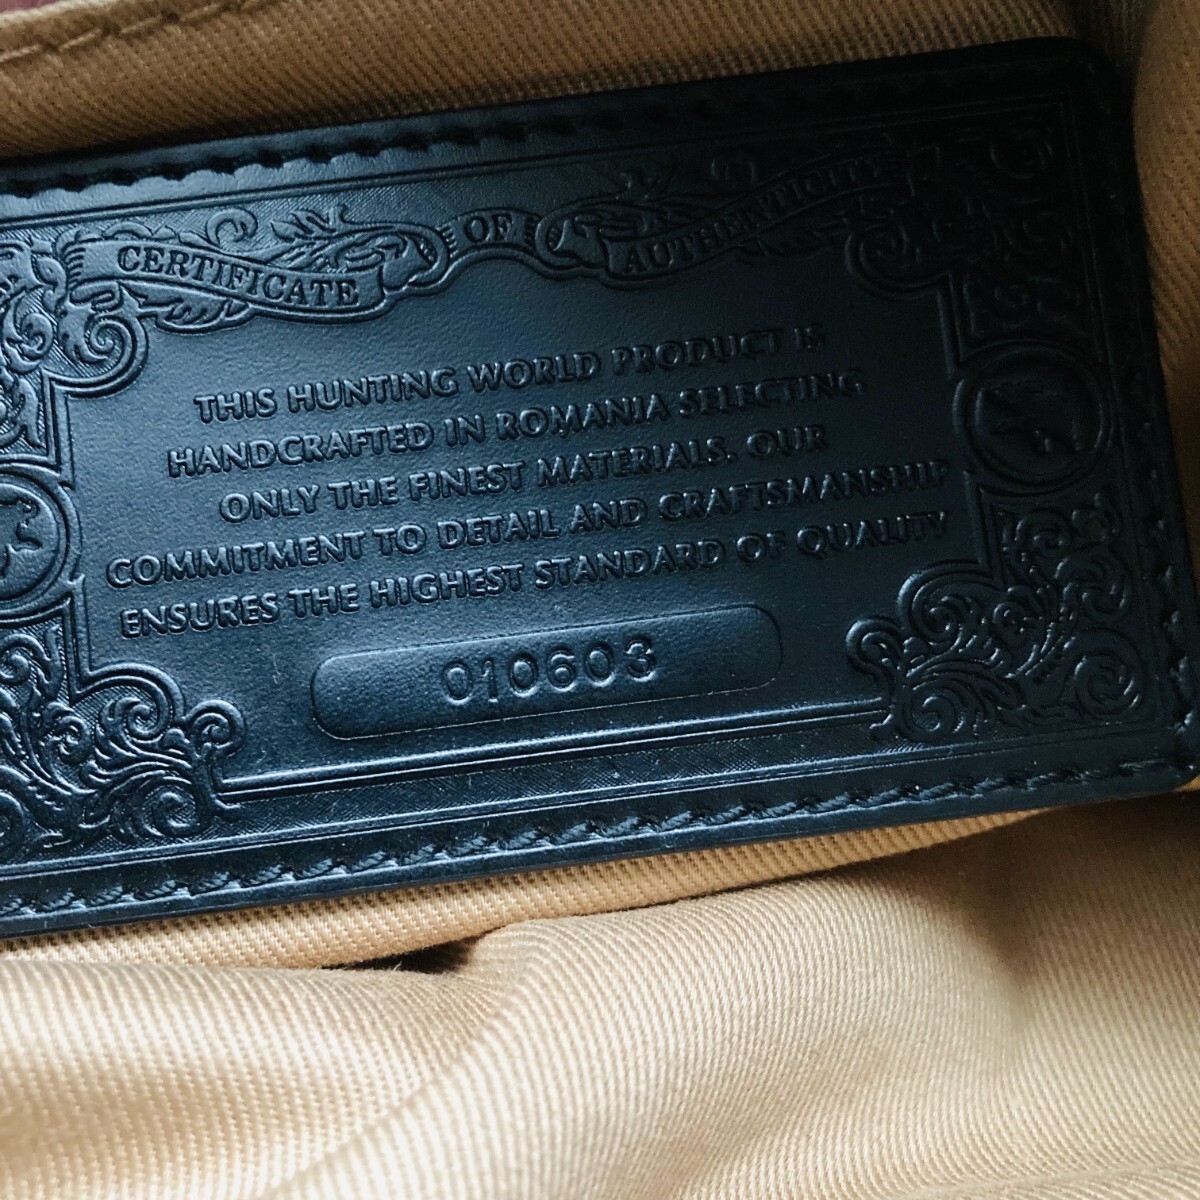 CERTIFICATE OF AUTHENTICITY
THIS HUNTING WORLD PRODUCT IS
HANDCRAFTED IN ROMANIA SELECTING
ONLY THE FINEST MATERIALS. OUR
COMMITMENT TO DETAIL AND CRAFTSMANSHIP
ENSURES THE HIGHEST STANDARD OF QUALITY
010603